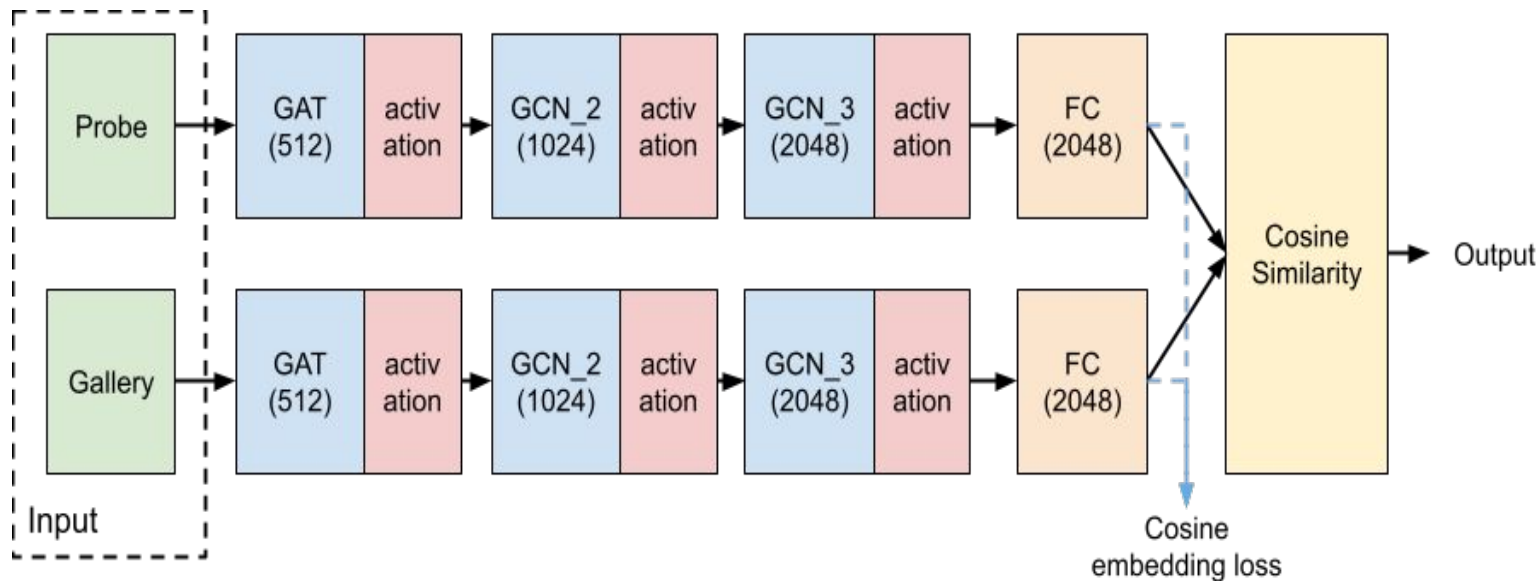 Probe
GAT
(512)
activ
ation
GCN_2
(1024)
activ
ation
GCN_3
(2048)
activ
ation
FC
(2048)
Cosine
Similarity
Output
Gallery
GAT
(512)
activ
ation
GCN_2
(1024)
activ
ation
GCN_3
(2048)
activ
ation
FC
(2048)
Input
Cosine
embedding loss